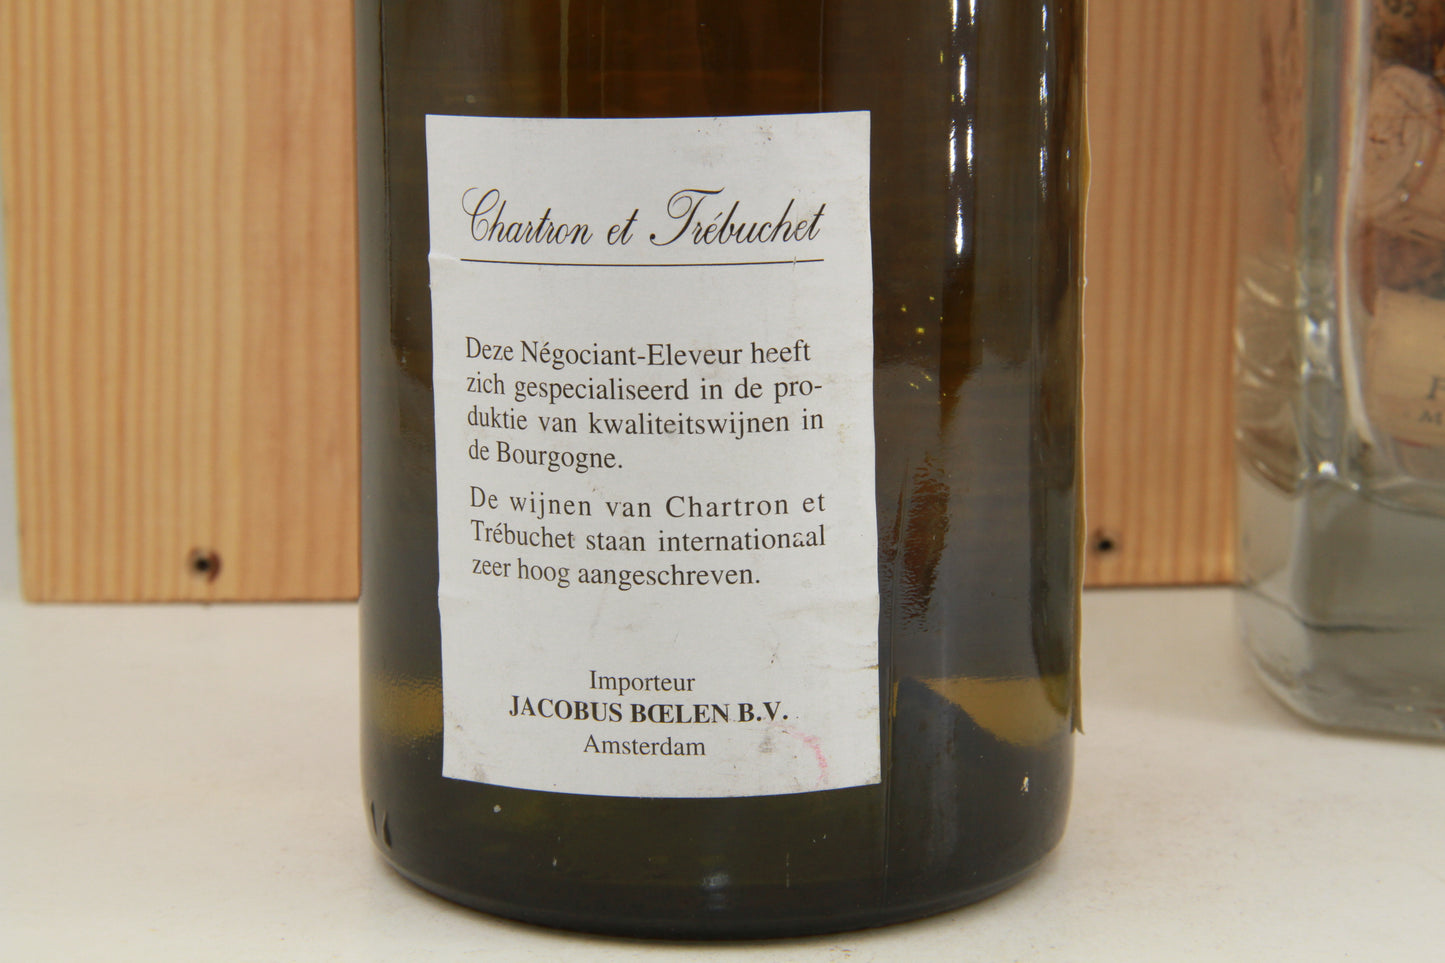 Chartron et Trébuchet
Deze Négociant-Eleveur heeft
zich gespecialiseerd in de pro-
duktie van kwaliteitswijnen in
de Bourgogne.
De wijnen van Chartron et
Trébuchet staan internationaal
zeer hoog aangeschreven.
Importeur
JACOBUS BŒLEN B.V.
Amsterdam